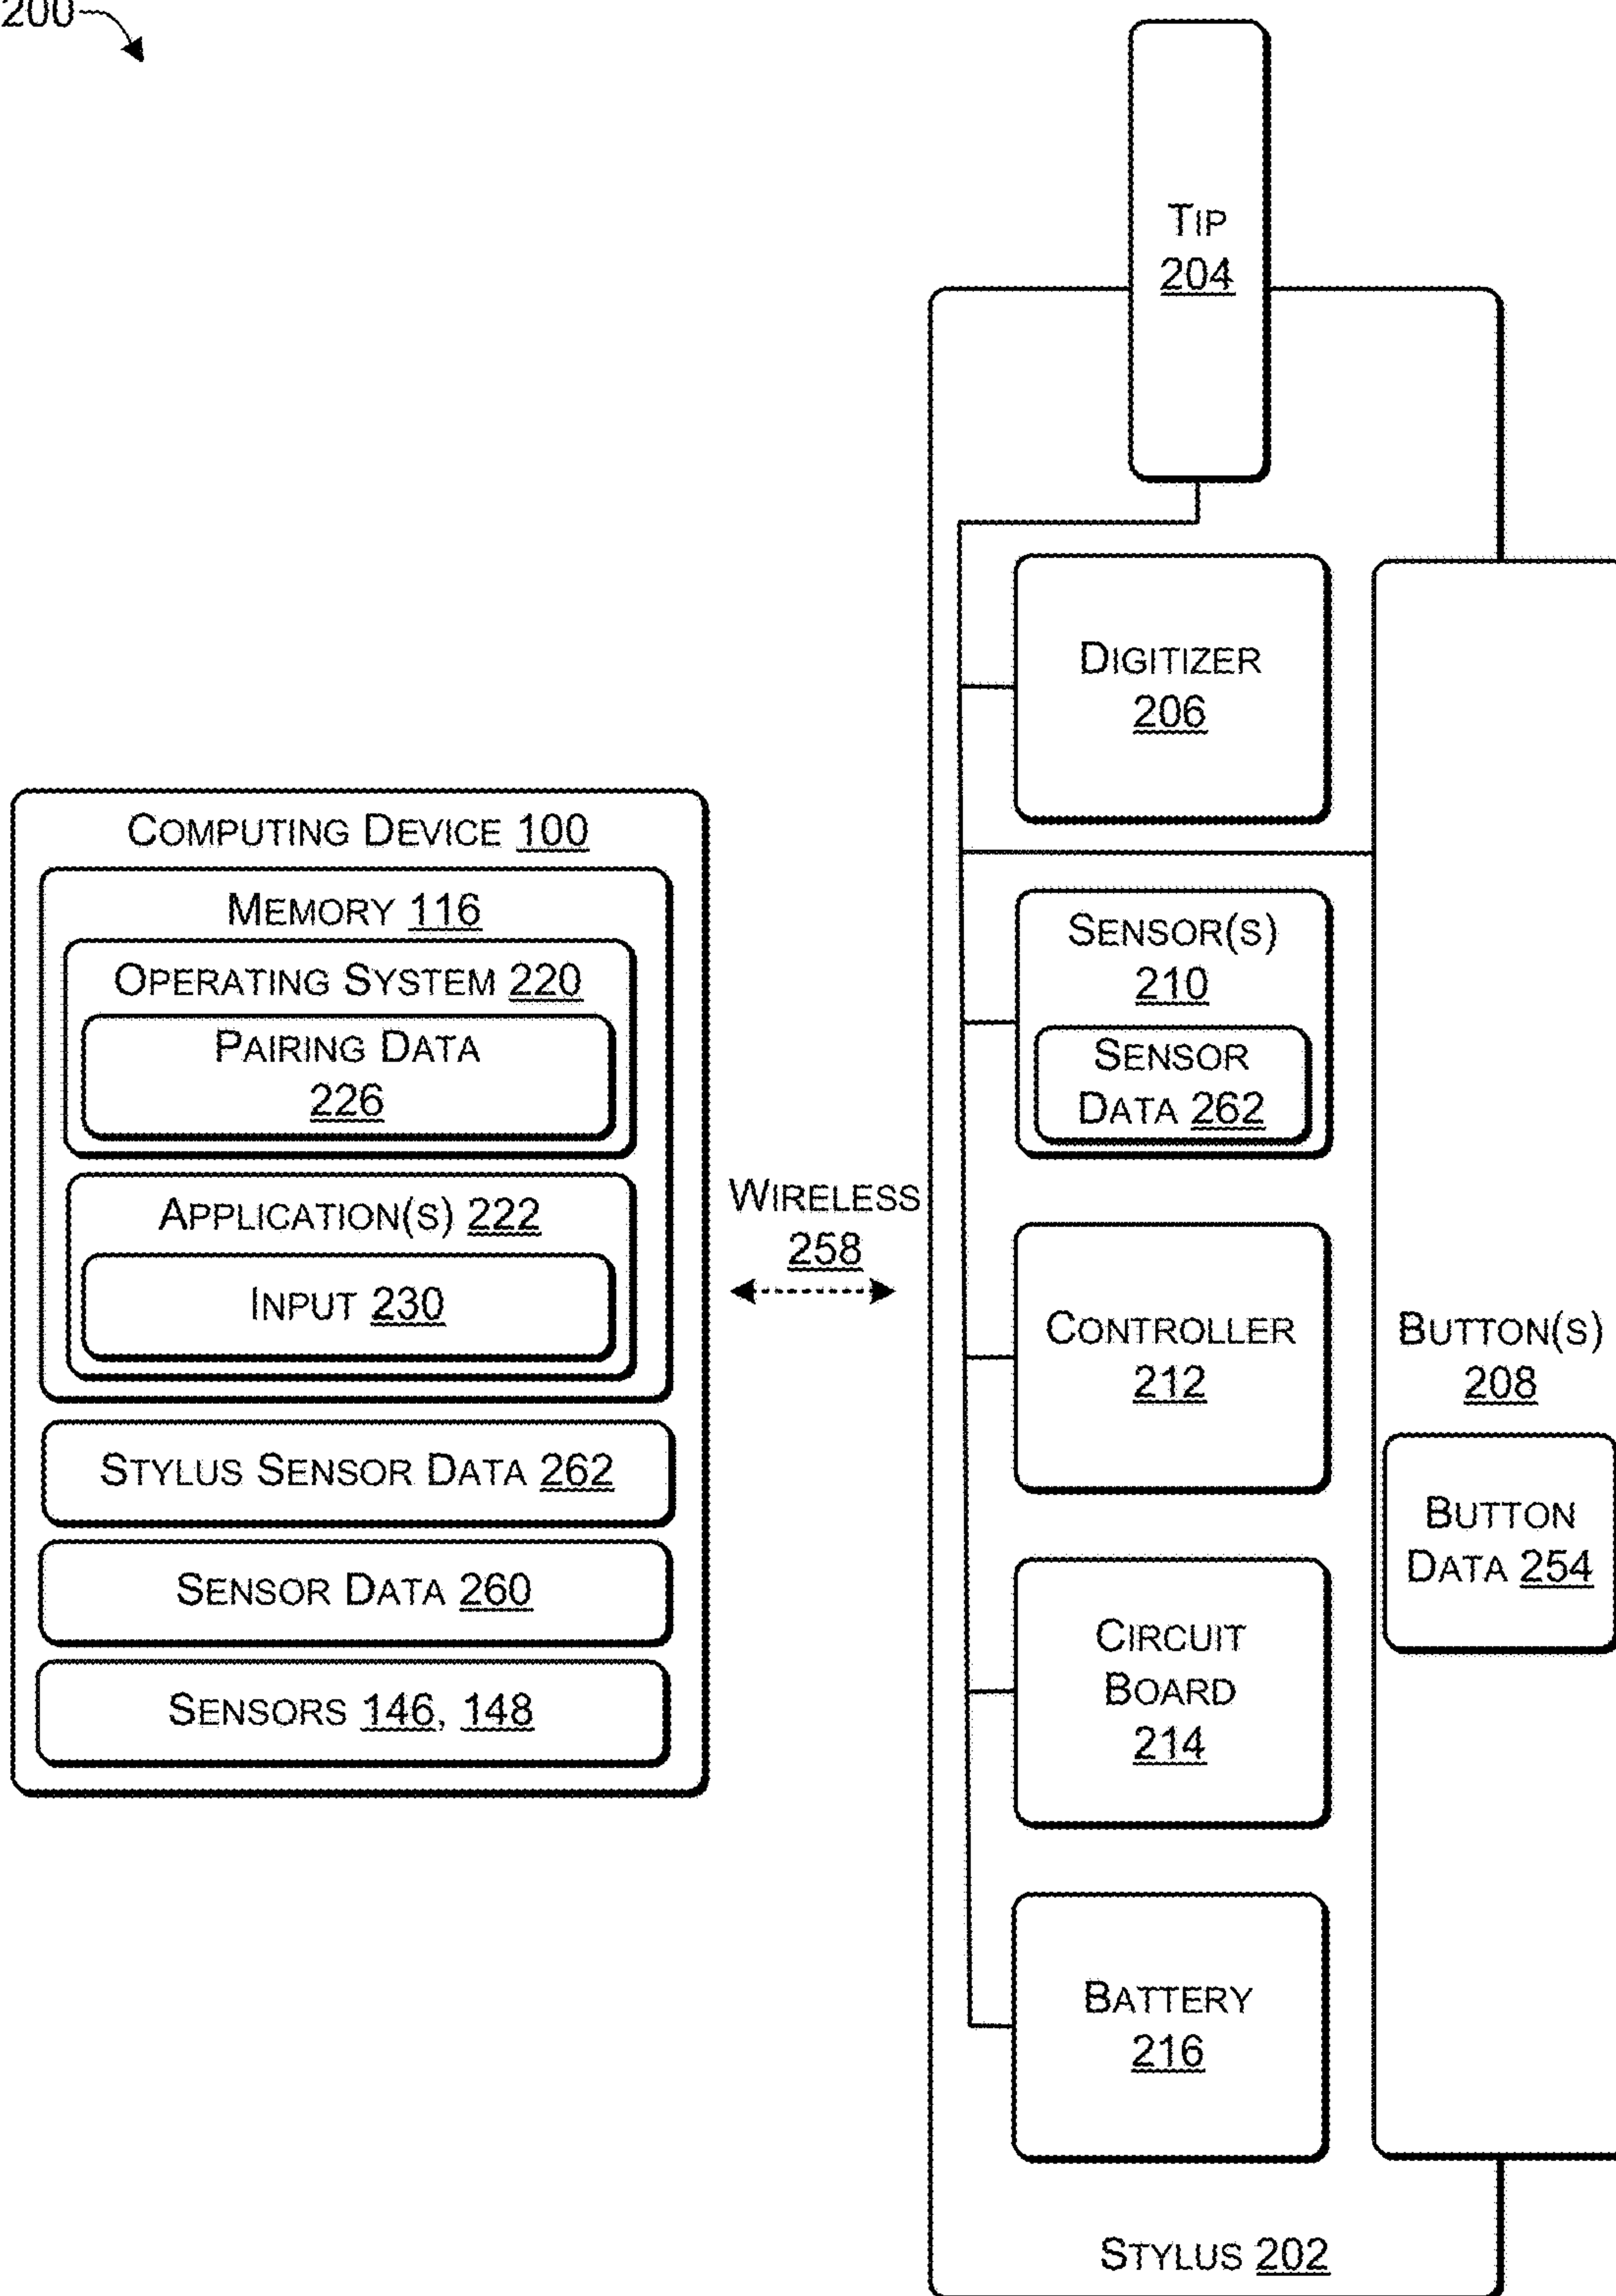 200
TIP
204
DIGITIZER
206
COMPUTING DEVICE 100
MEMORY 116
OPERATING SYSTEM 220
PAIRING DATA
226
APPLICATION(S) 222
INPUT 230
STYLUS SENSOR DATA 262
SENSOR DATA 260
SENSORS 146, 148
WIRELESS
258
SENSOR(S)
210
SENSOR
DATA 262
CONTROLLER
212
CIRCUIT
BOARD
214
BATTERY
216
BUTTON(S)
208
BUTTON
DATA 254
STYLUS 202